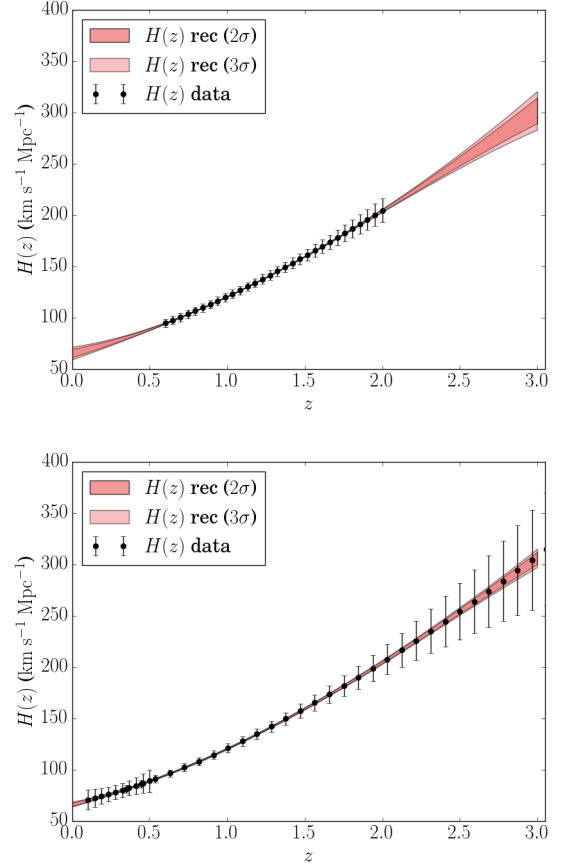 400
350
300
250
200
150
100
50
H(z) (km s⁻¹ Mpc⁻¹)
H(z) rec (2σ)
H(z) rec (3σ)
H(z) data
0.0 0.5 1.0 1.5 2.0 2.5 3.0
z
400
350
300
250
200
150
100
50
H(z) (km s⁻¹ Mpc⁻¹)
H(z) rec (2σ)
H(z) rec (3σ)
H(z) data
0.0 0.5 1.0 1.5 2.0 2.5 3.0
z